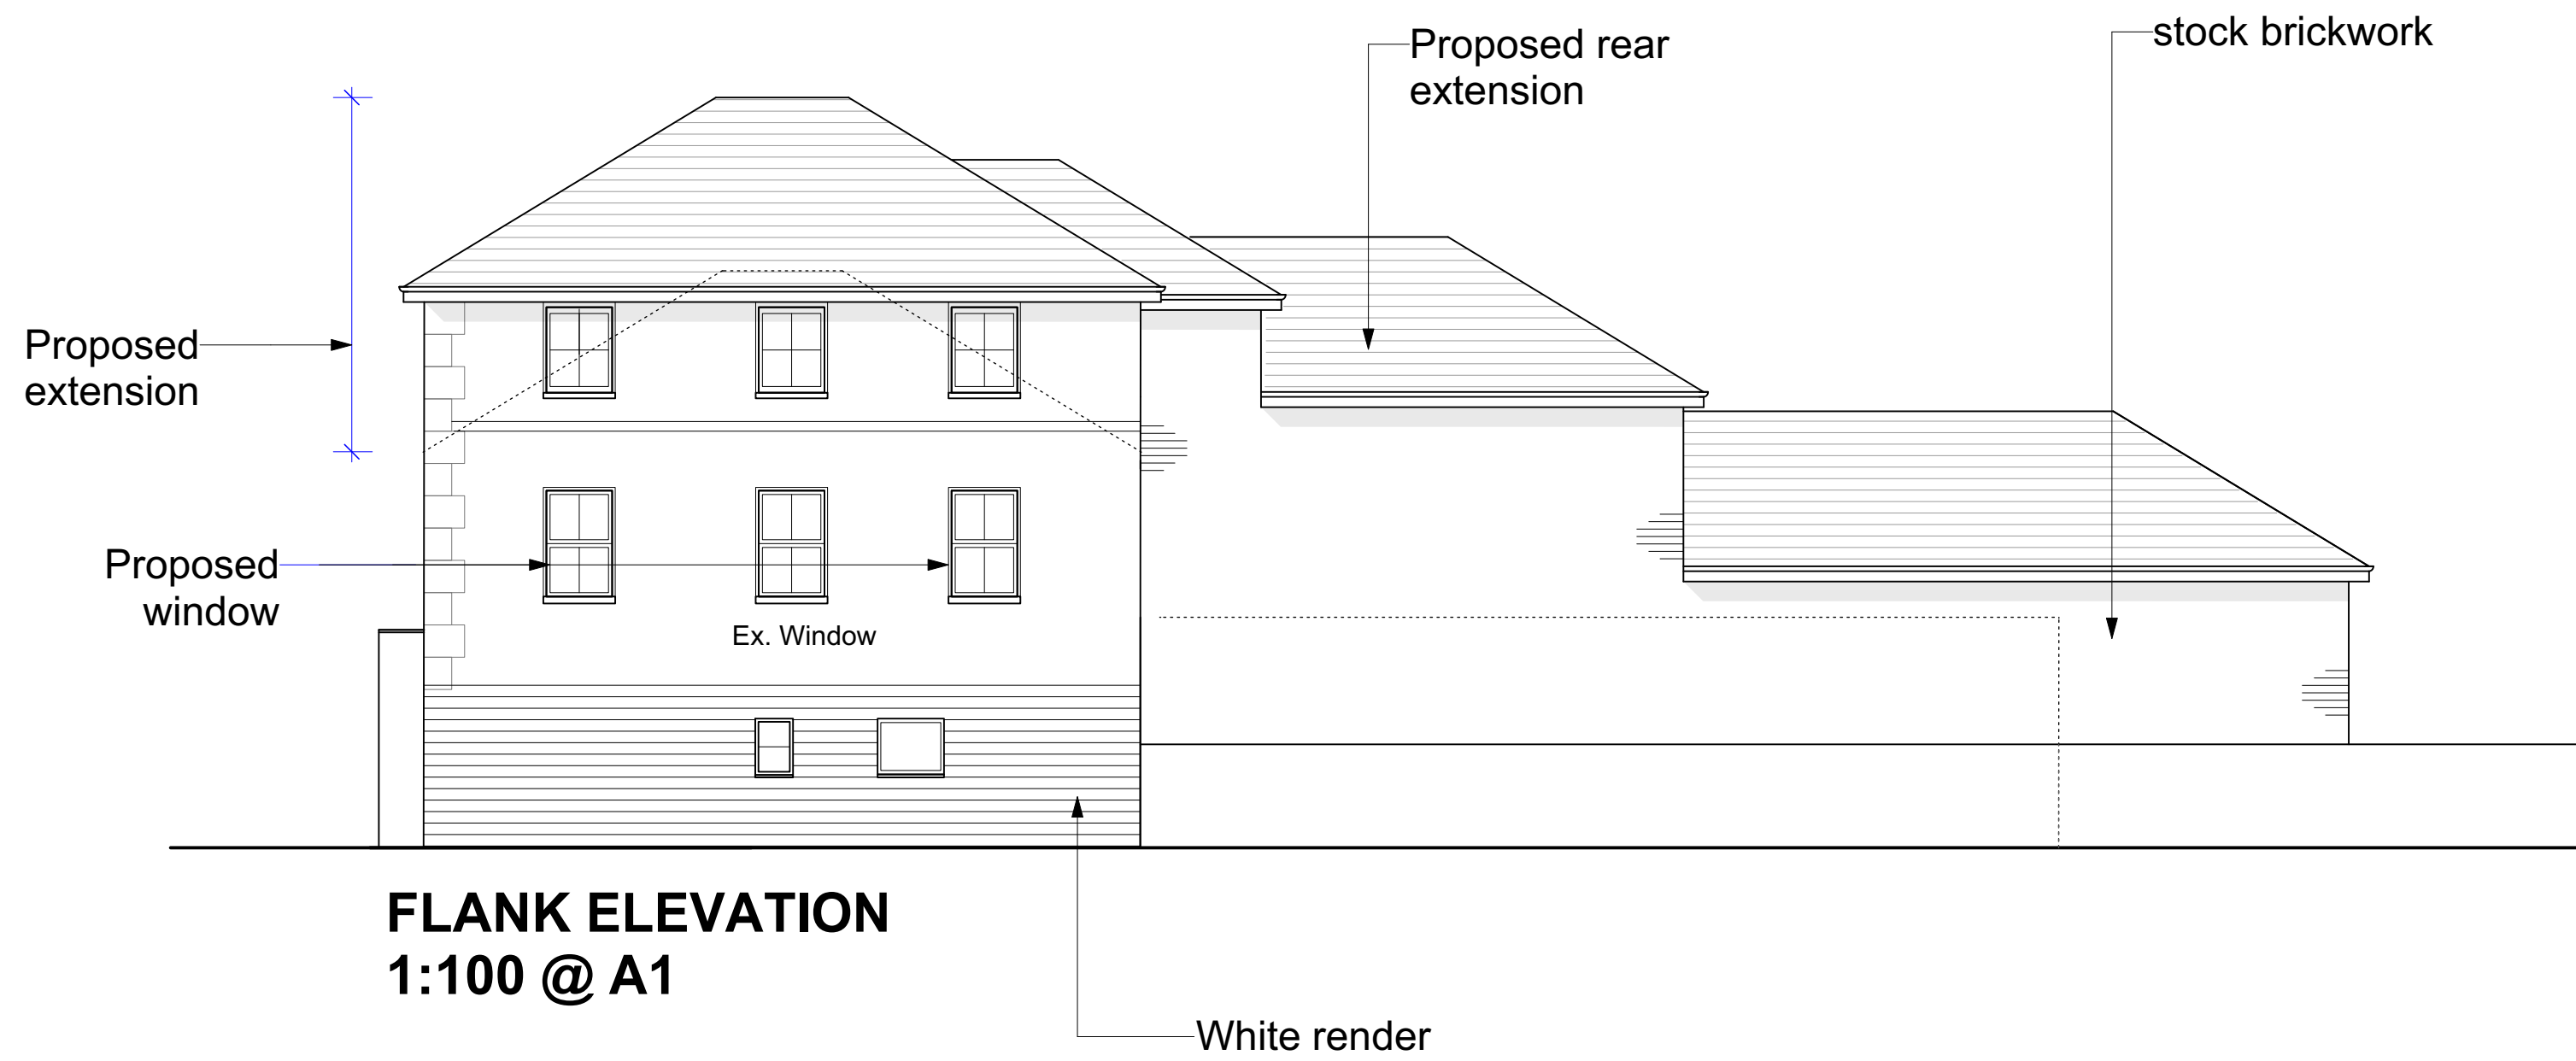 stock brickwork
Proposed rear
extension
Proposed
extension
Proposed
window
Ex. Window
FLANK ELEVATION
1:100 @ A1
White render